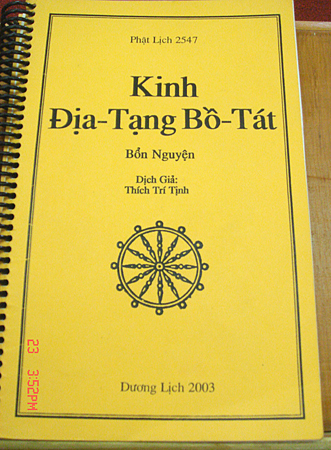 Phật Lịch 2547
Kinh
Địa-Tạng Bồ-Tát
Bổn Nguyện
Dịch Giả:
Thích Trí Tịnh
Dương Lịch 2003
23 3:52PM